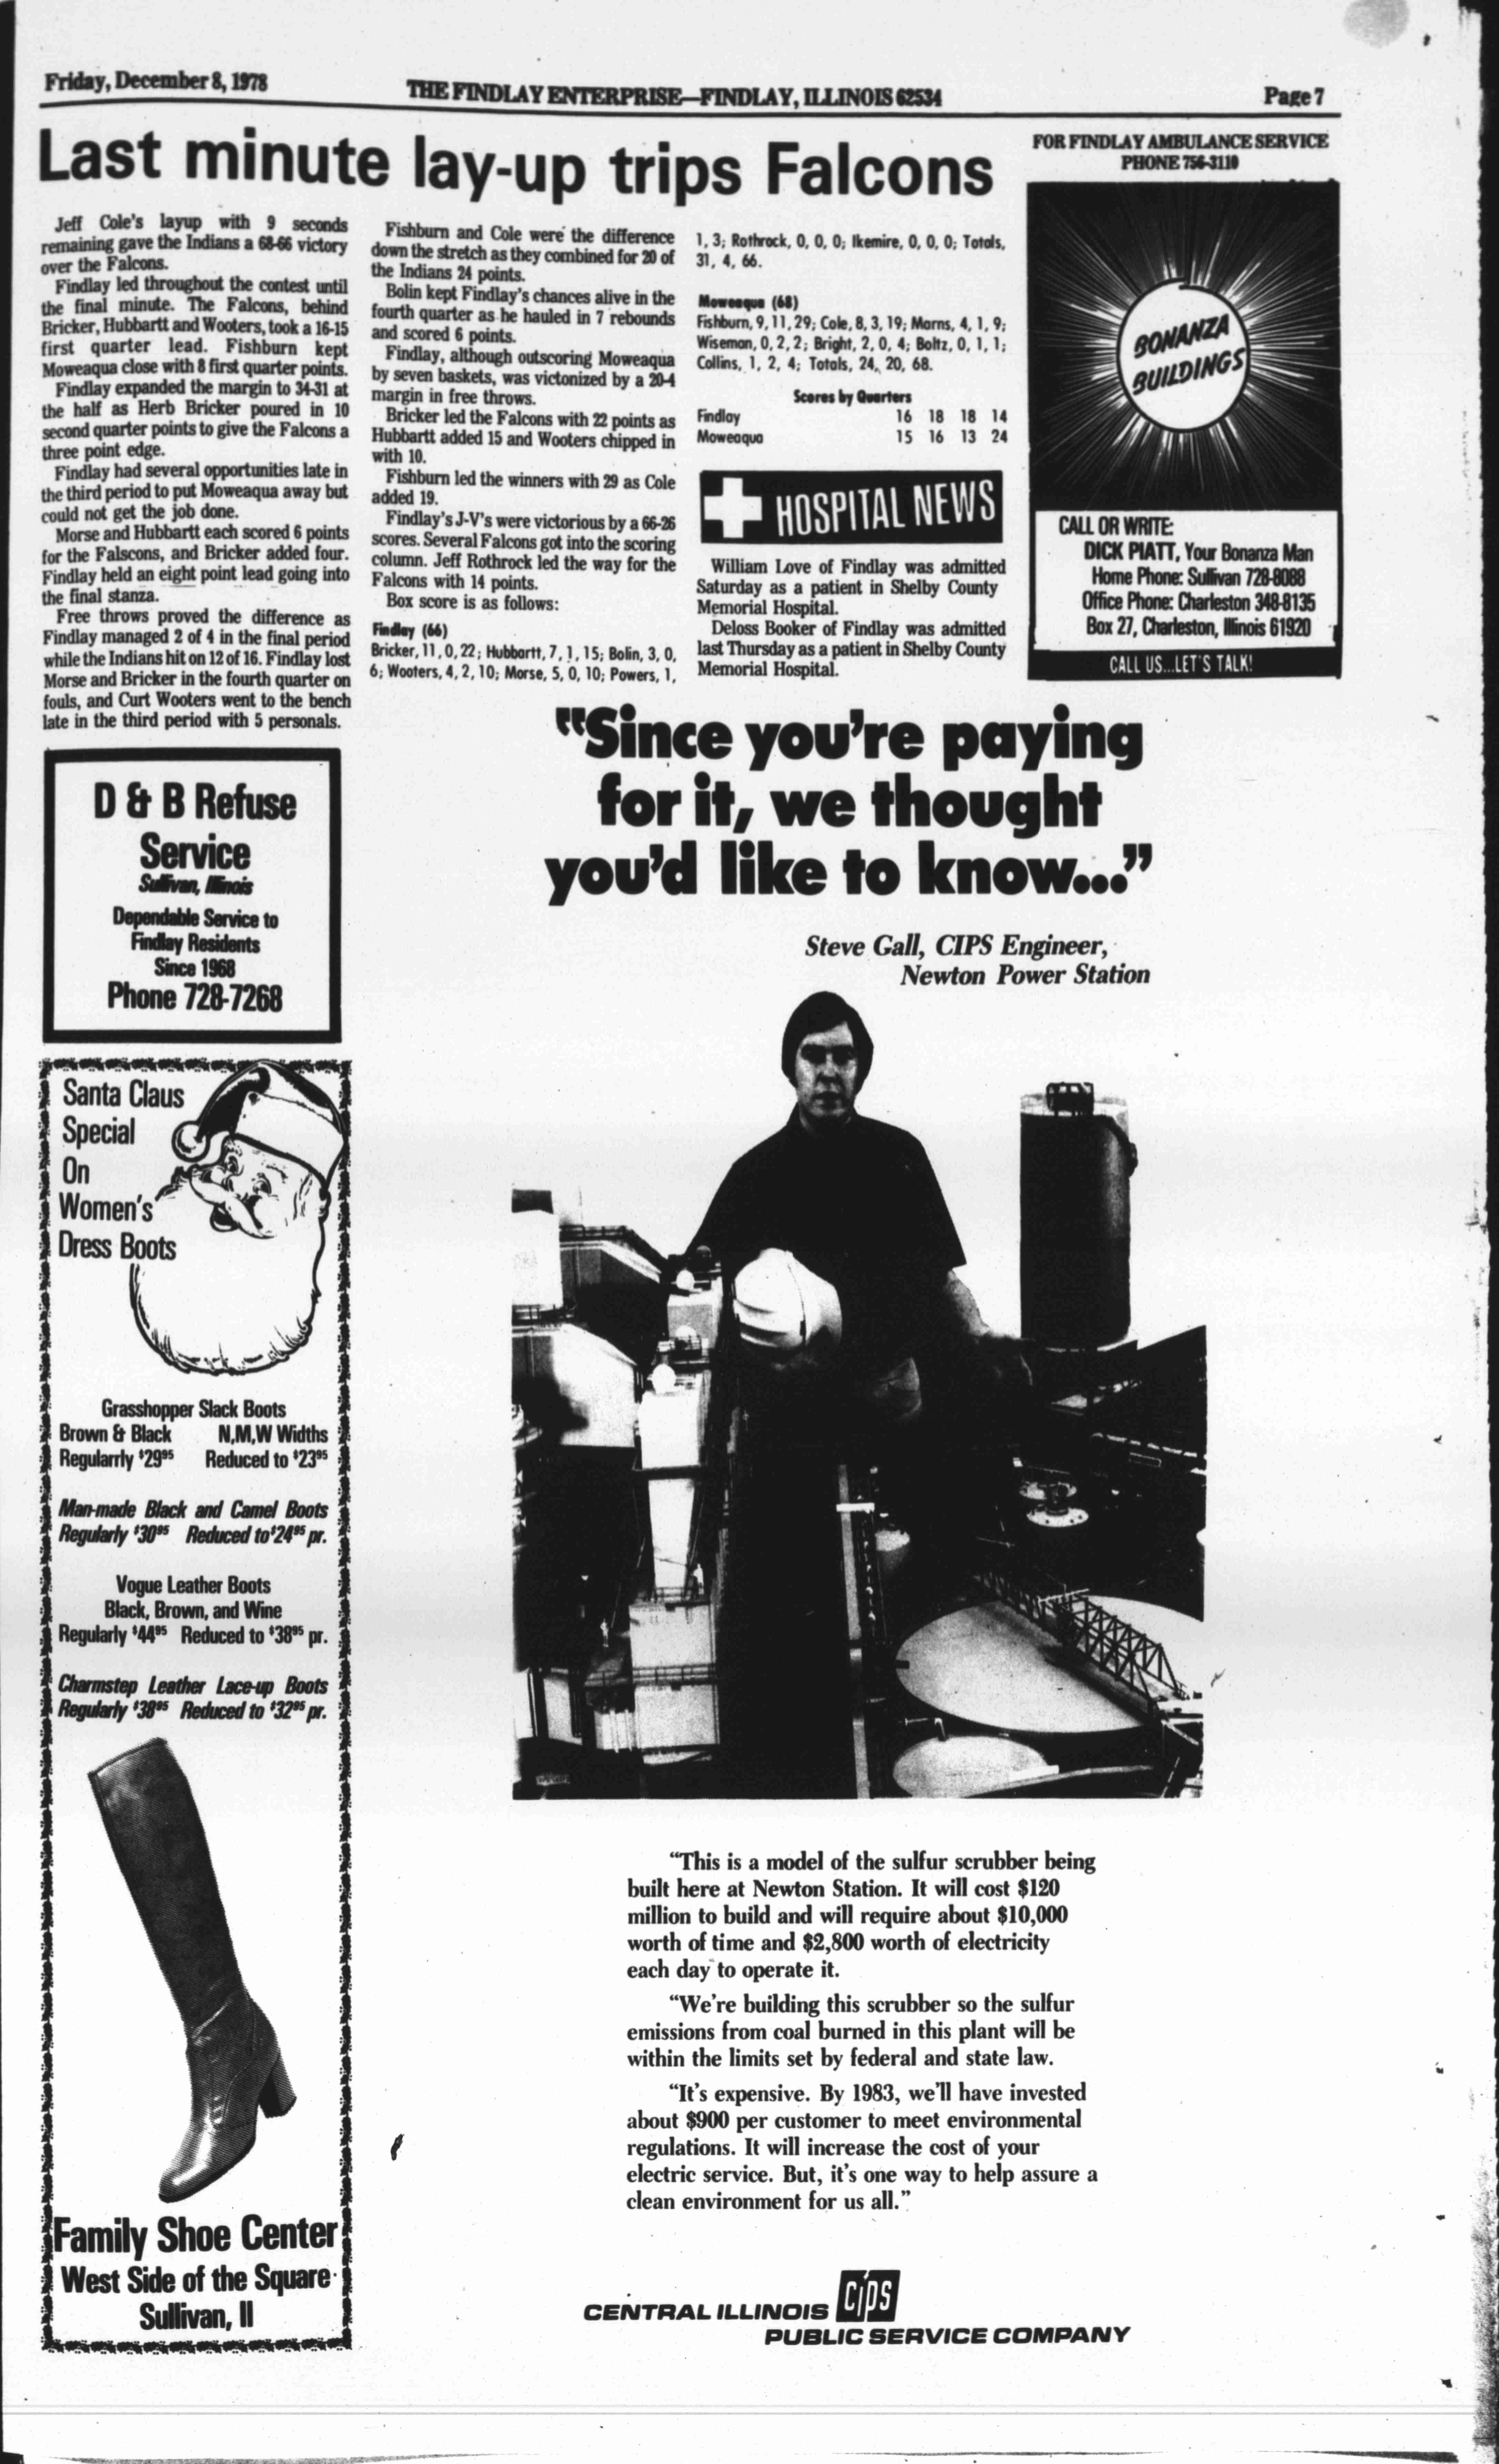 Friday, December 8, 1978
THE FINDLAY ENTERPRISE—FINDLAY, ILLINOIS 62534
Page 7
Last minute lay-up trips Falcons
Jeff Cole's layup with 9 seconds
remaining gave the Indians a 68-66 victory
over the Falcons.
Findlay led throughout the contest until
the final minute. The Falcons, behind
Bricker, Hubbartt and Wooters, took a 16-15
first quarter lead. Fishburn kept
Moweaqua close with 8 first quarter points.
Findlay expanded the margin to 34-31 at
the half as Herb Bricker poured in 10
second quarter points to give the Falcons a
three point edge.
Findlay had several opportunities late in
the third period to put Moweaqua away but
could not get the job done.
Morse and Hubbartt each scored 6 points
for the Falscons, and Bricker added four.
Findlay held an eight point lead going into
the final stanza.
Free throws proved the difference as
Findlay managed 2 of 4 in the final period
while the Indians hit on 12 of 16. Findlay lost
Morse and Bricker in the fourth quarter on
fouls, and Curt Wooters went to the bench
late in the third period with 5 personals.
Fishburn and Cole were the difference
down the stretch as they combined for 20 of
the Indians 24 points.
Bolin kept Findlay's chances alive in the
fourth quarter as he hauled in 7 rebounds
and scored 6 points.
Findlay, although outscoring Moweaqua
by seven baskets, was victonized by a 20-4
margin in free throws.
Bricker led the Falcons with 22 points as
Hubbartt added 15 and Wooters chipped in
with 10.
Fishburn led the winners with 29 as Cole
added 19.
Findlay's J-V's were victorious by a 66-26
scores. Several Falcons got into the scoring
column. Jeff Rothrock led the way for the
Falcons with 14 points.
Box score is as follows:
Findlay (66)
Bricker, 11, 0, 22; Hubbartt, 7, 1, 15; Bolin, 3, 0,
6; Wooters, 4, 2, 10; Morse, 5, 0, 10; Powers, 1,
1, 3; Rothrock, 0, 0, 0; Ikemire, 0, 0, 0; Totals,
31, 4, 66.
Moweaqua (68)
Fishburn, 9, 11, 29; Cole, 8, 3, 19; Marns, 4, 1, 9;
Wiseman, 0, 2, 2; Bright, 2, 0, 4; Boltz, 0, 1, 1;
Collins, 1, 2, 4; Totals, 24, 20, 68.
Scores by Quarters
Findlay 16 18 18 14
Moweaqua 15 16 13 24
HOSPITAL NEWS
William Love of Findlay was admitted
Saturday as a patient in Shelby County
Memorial Hospital.
Deloss Booker of Findlay was admitted
last Thursday as a patient in Shelby County
Memorial Hospital.
FOR FINDLAY AMBULANCE SERVICE
PHONE 756-3110
BONANZA
BUILDINGS
CALL OR WRITE:
DICK PIATT, Your Bonanza Man
Home Phone: Sullivan 728-8088
Office Phone: Charleston 348-8135
Box 27, Charleston, Illinois 61920
CALL US...LET'S TALK!
D & B Refuse
Service
Sullivan, Illinois
Dependable Service to
Findlay Residents
Since 1968
Phone 728-7268
Santa Claus
Special
On
Women's
Dress Boots
Grasshopper Slack Boots
Brown & Black N,M,W Widths
Regularrly $29⁹⁵ Reduced to $23⁹⁵
Man-made Black and Camel Boots
Regularly $30⁹⁵ Reduced to $24⁹⁵ pr.
Vogue Leather Boots
Black, Brown, and Wine
Regularly $44⁹⁵ Reduced to $38⁹⁵ pr.
Charmstep Leather Lace-up Boots
Regularly $38⁹⁵ Reduced to $32⁹⁵ pr.
Family Shoe Center
West Side of the Square
Sullivan, Il
"Since you're paying
for it, we thought
you'd like to know..."
Steve Gall, CIPS Engineer,
Newton Power Station
"This is a model of the sulfur scrubber being
built here at Newton Station. It will cost $120
million to build and will require about $10,000
worth of time and $2,800 worth of electricity
each day to operate it.
"We're building this scrubber so the sulfur
emissions from coal burned in this plant will be
within the limits set by federal and state law.
"It's expensive. By 1983, we'll have invested
about $900 per customer to meet environmental
regulations. It will increase the cost of your
electric service. But, it's one way to help assure a
clean environment for us all."
CENTRAL ILLINOIS CIPS
PUBLIC SERVICE COMPANY